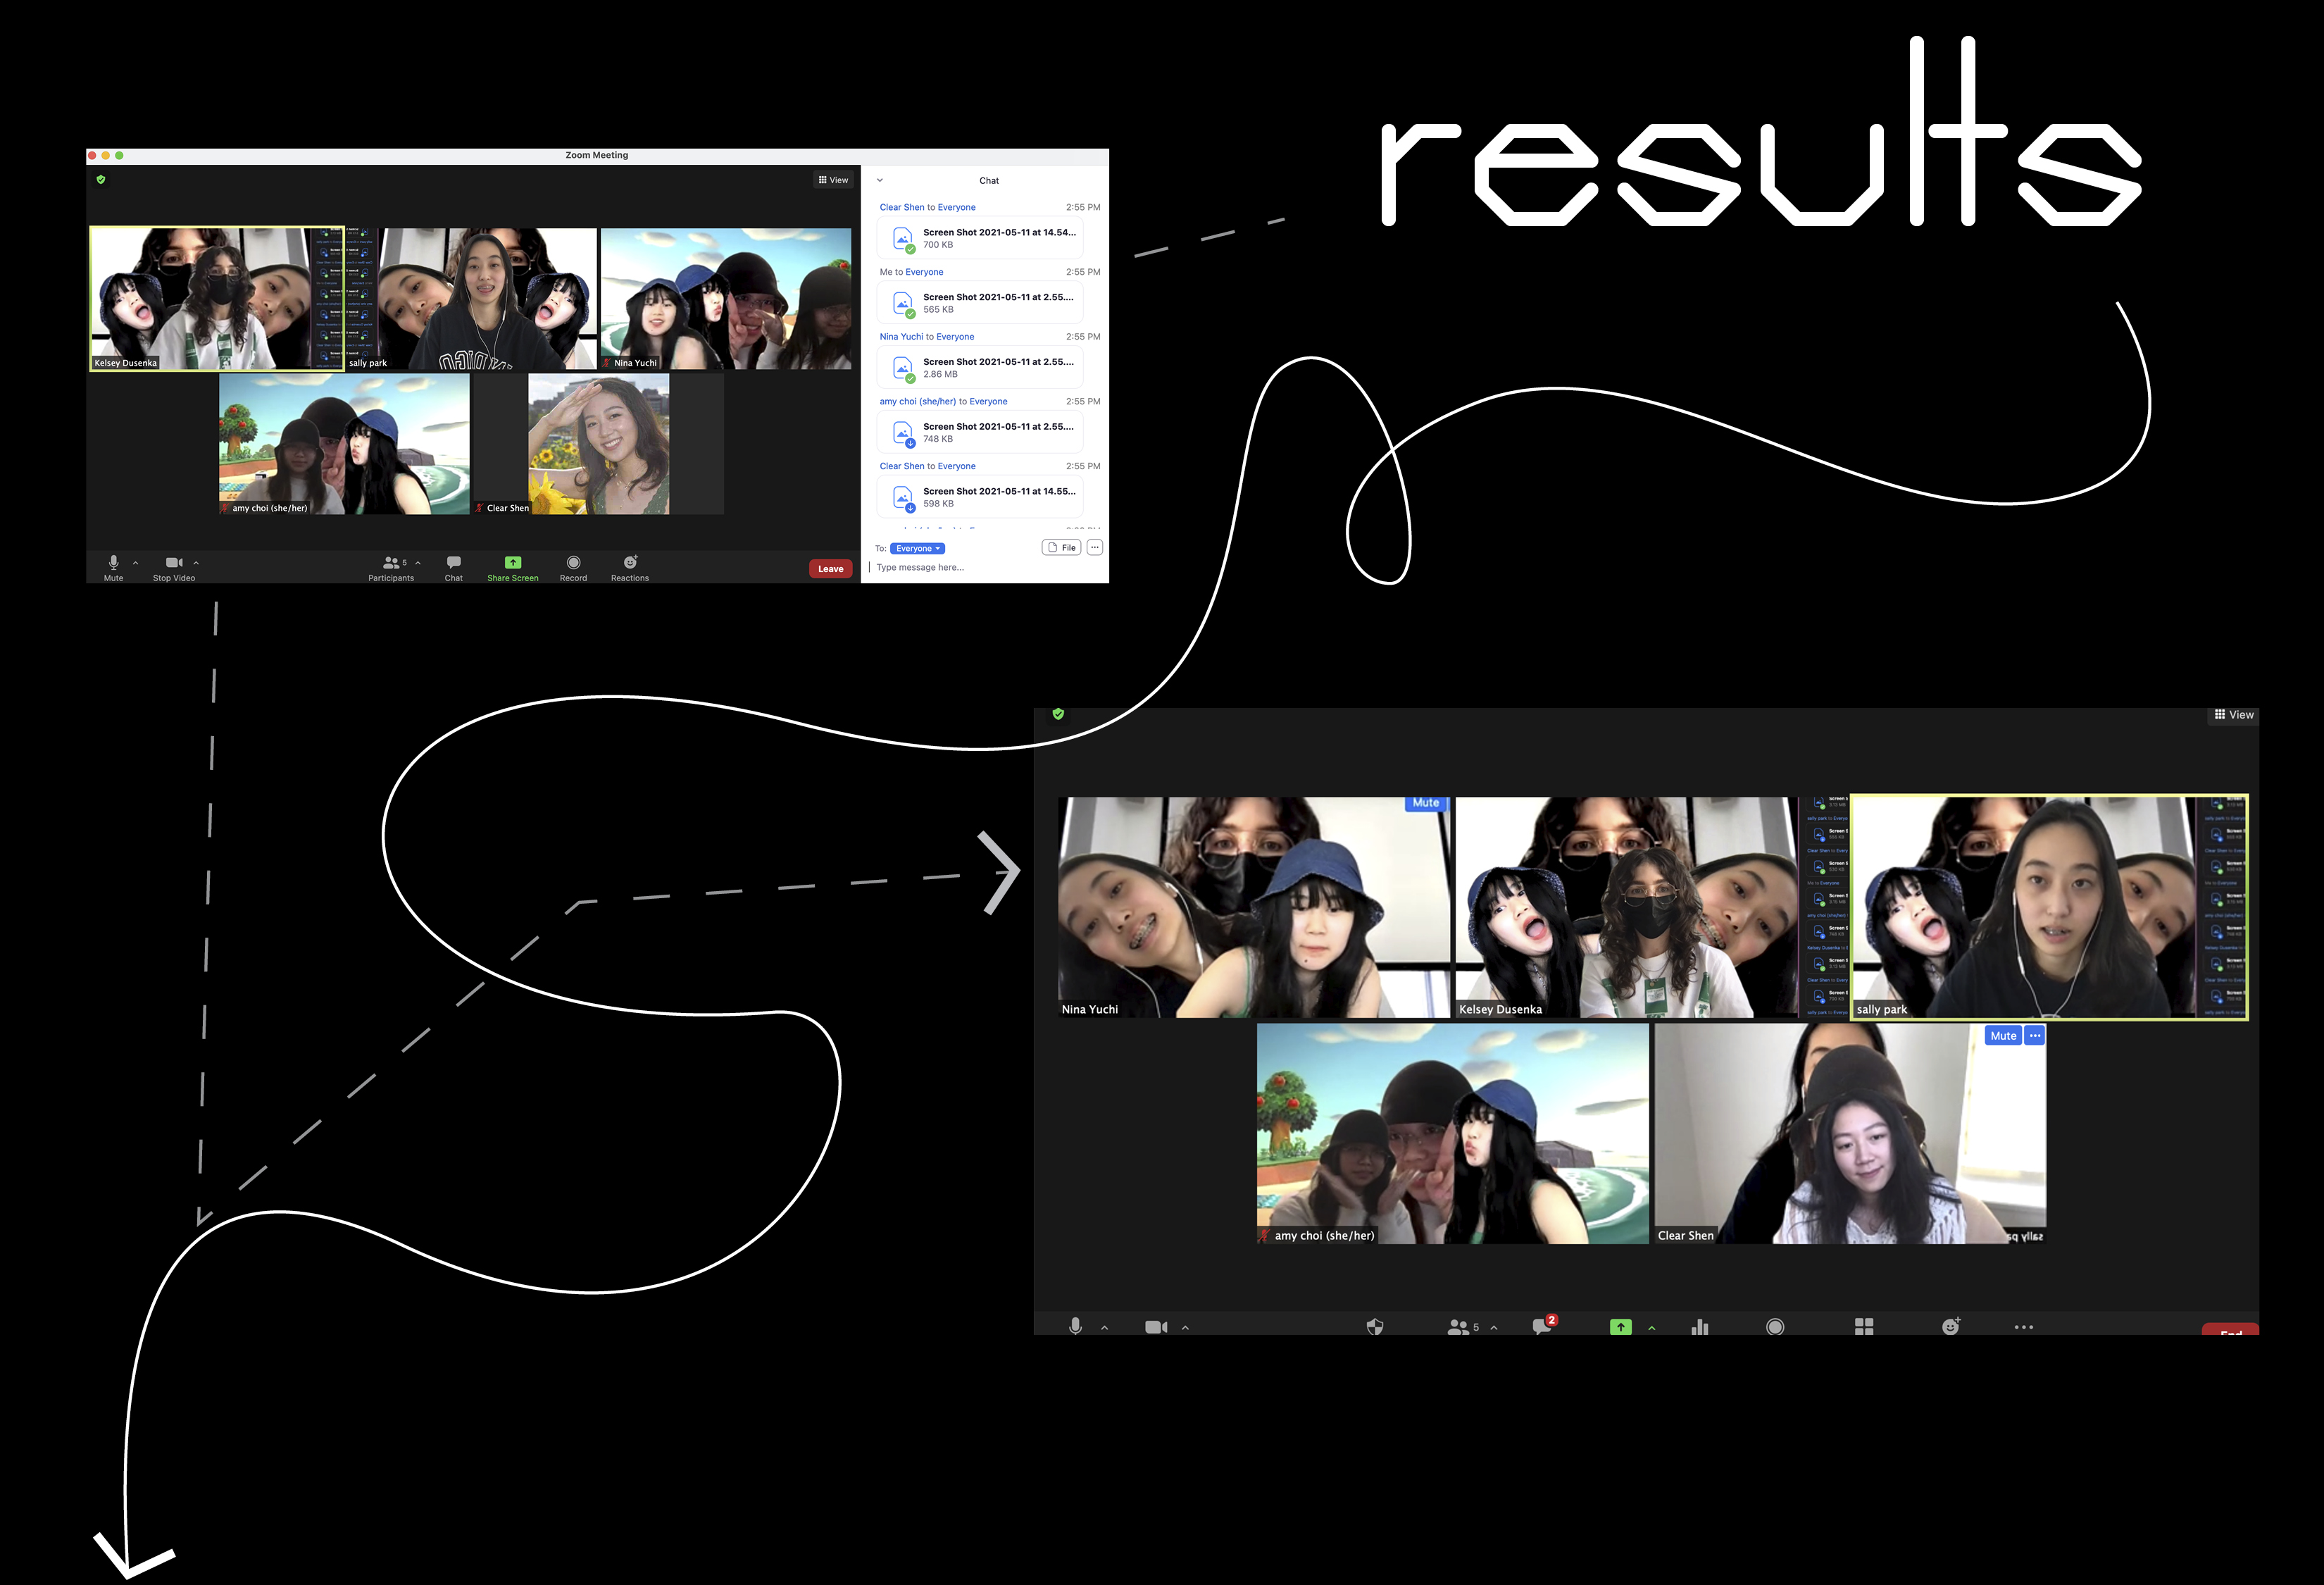 results
Zoom Meeting
View
Chat
Clear Shen to Everyone 2:55 PM
Screen Shot 2021-05-11 at 14.54...
700 KB
Me to Everyone 2:55 PM
Screen Shot 2021-05-11 at 2.55....
565 KB
Nina Yuchi to Everyone 2:55 PM
Screen Shot 2021-05-11 at 2.55....
2.86 MB
amy choi (she/her) to Everyone 2:55 PM
Screen Shot 2021-05-11 at 2.55....
748 KB
Clear Shen to Everyone 2:55 PM
Screen Shot 2021-05-11 at 14.55...
598 KB
To: Everyone
File
Type message here...
Kelsey Dusenka
sally park
Nina Yuchi
amy choi (she/her)
Clear Shen
Mute
Stop Video
5
Participants
Chat
Share Screen
Record
Reactions
Leave
View
Mute
Nina Yuchi
Kelsey Dusenka
sally park
Mute
amy choi (she/her)
Clear Shen
sally pa
5
2
End